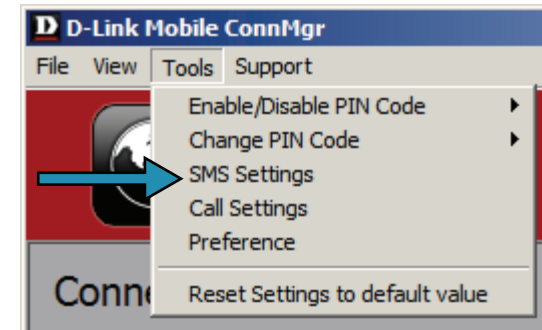 D D-Link Mobile ConnMgr
File View Tools Support
Enable/Disable PIN Code
Change PIN Code
SMS Settings
Call Settings
Preference
Reset Settings to default value
Conne